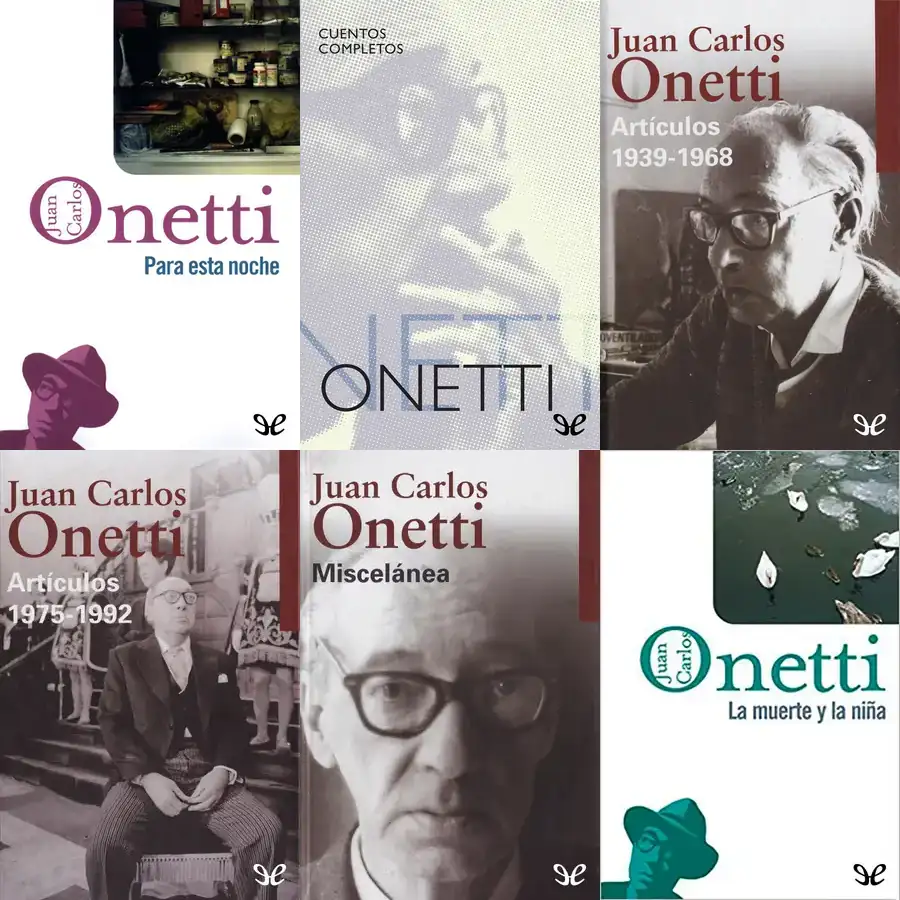 Juan
Carlos
Onetti
Para esta noche
CUENTOS
COMPLETOS
NETT
ONETTI
Juan Carlos
Onetti
Artículos
1939-1968
Juan Carlos
Onetti
Artículos
1975-1992
Juan Carlos
Onetti
Miscelánea
Juan
Carlos
Onetti
La muerte y la niña